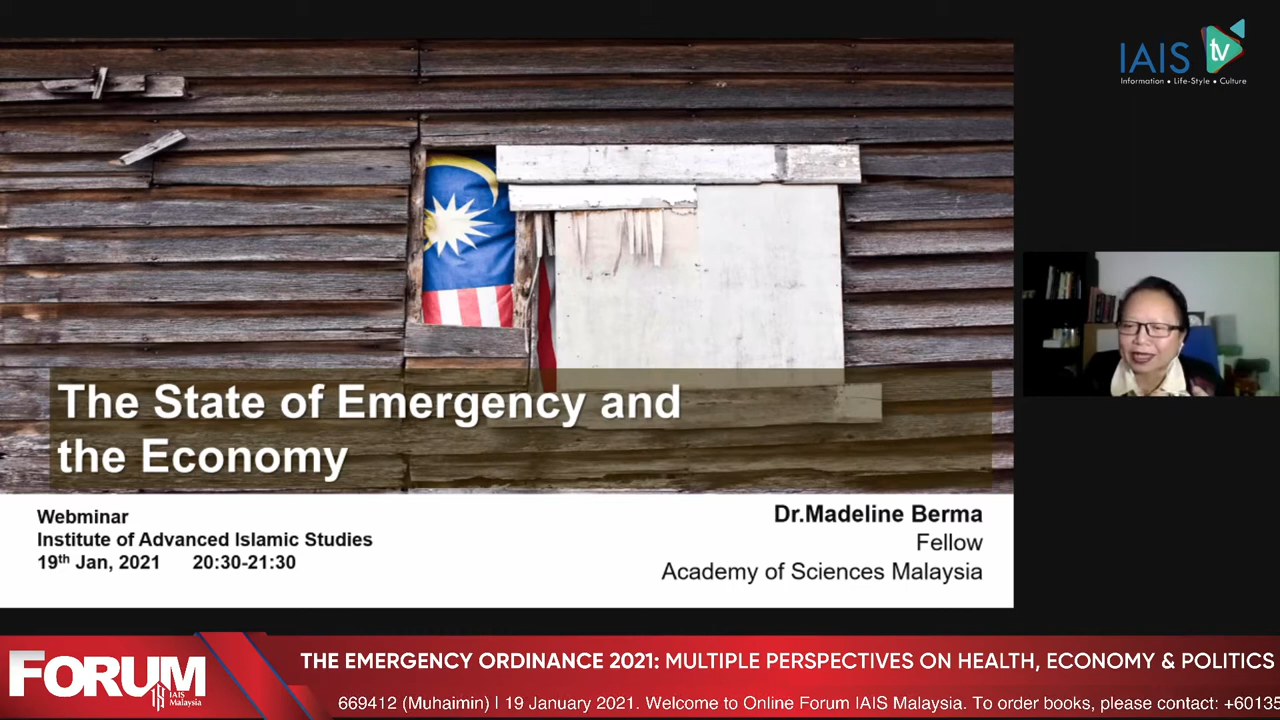 IAIS tv
Information • Life-Style • Culture
The State of Emergency and
the Economy
Webminar
Institute of Advanced Islamic Studies
19th Jan, 2021 20:30-21:30
Dr.Madeline Berma
Fellow
Academy of Sciences Malaysia
FORUM
IAIS
Malaysia
THE EMERGENCY ORDINANCE 2021: MULTIPLE PERSPECTIVES ON HEALTH, ECONOMY & POLITICS
669412 (Muhaimin) | 19 January 2021. Welcome to Online Forum IAIS Malaysia. To order books, please contact: +60135